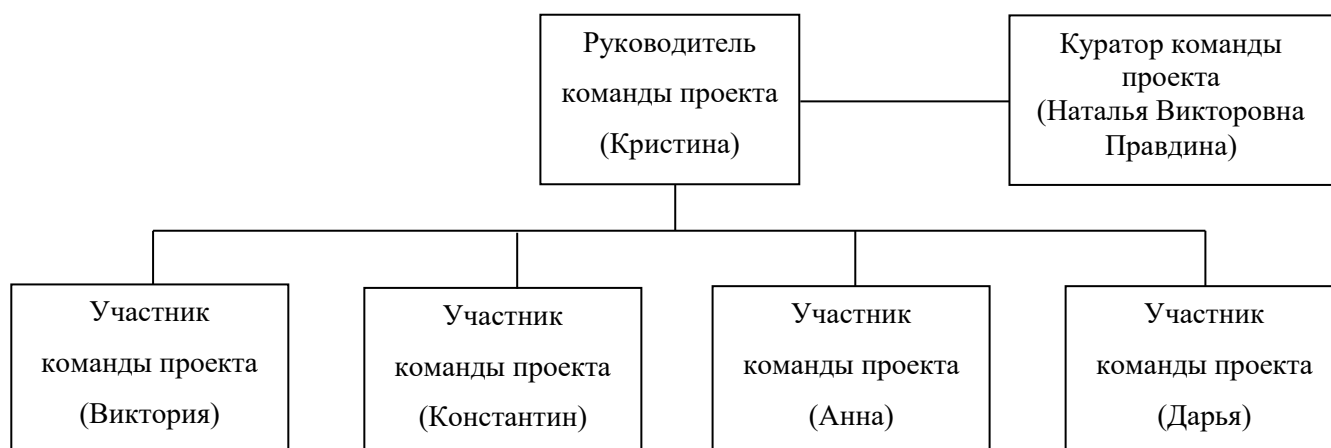 Руководитель
команды проекта
(Кристина)
Куратор команды
проекта
(Наталья Викторовна
Правдина)
Участник
команды проекта
(Виктория)
Участник
команды проекта
(Константин)
Участник
команды проекта
(Анна)
Участник
команды проекта
(Дарья)